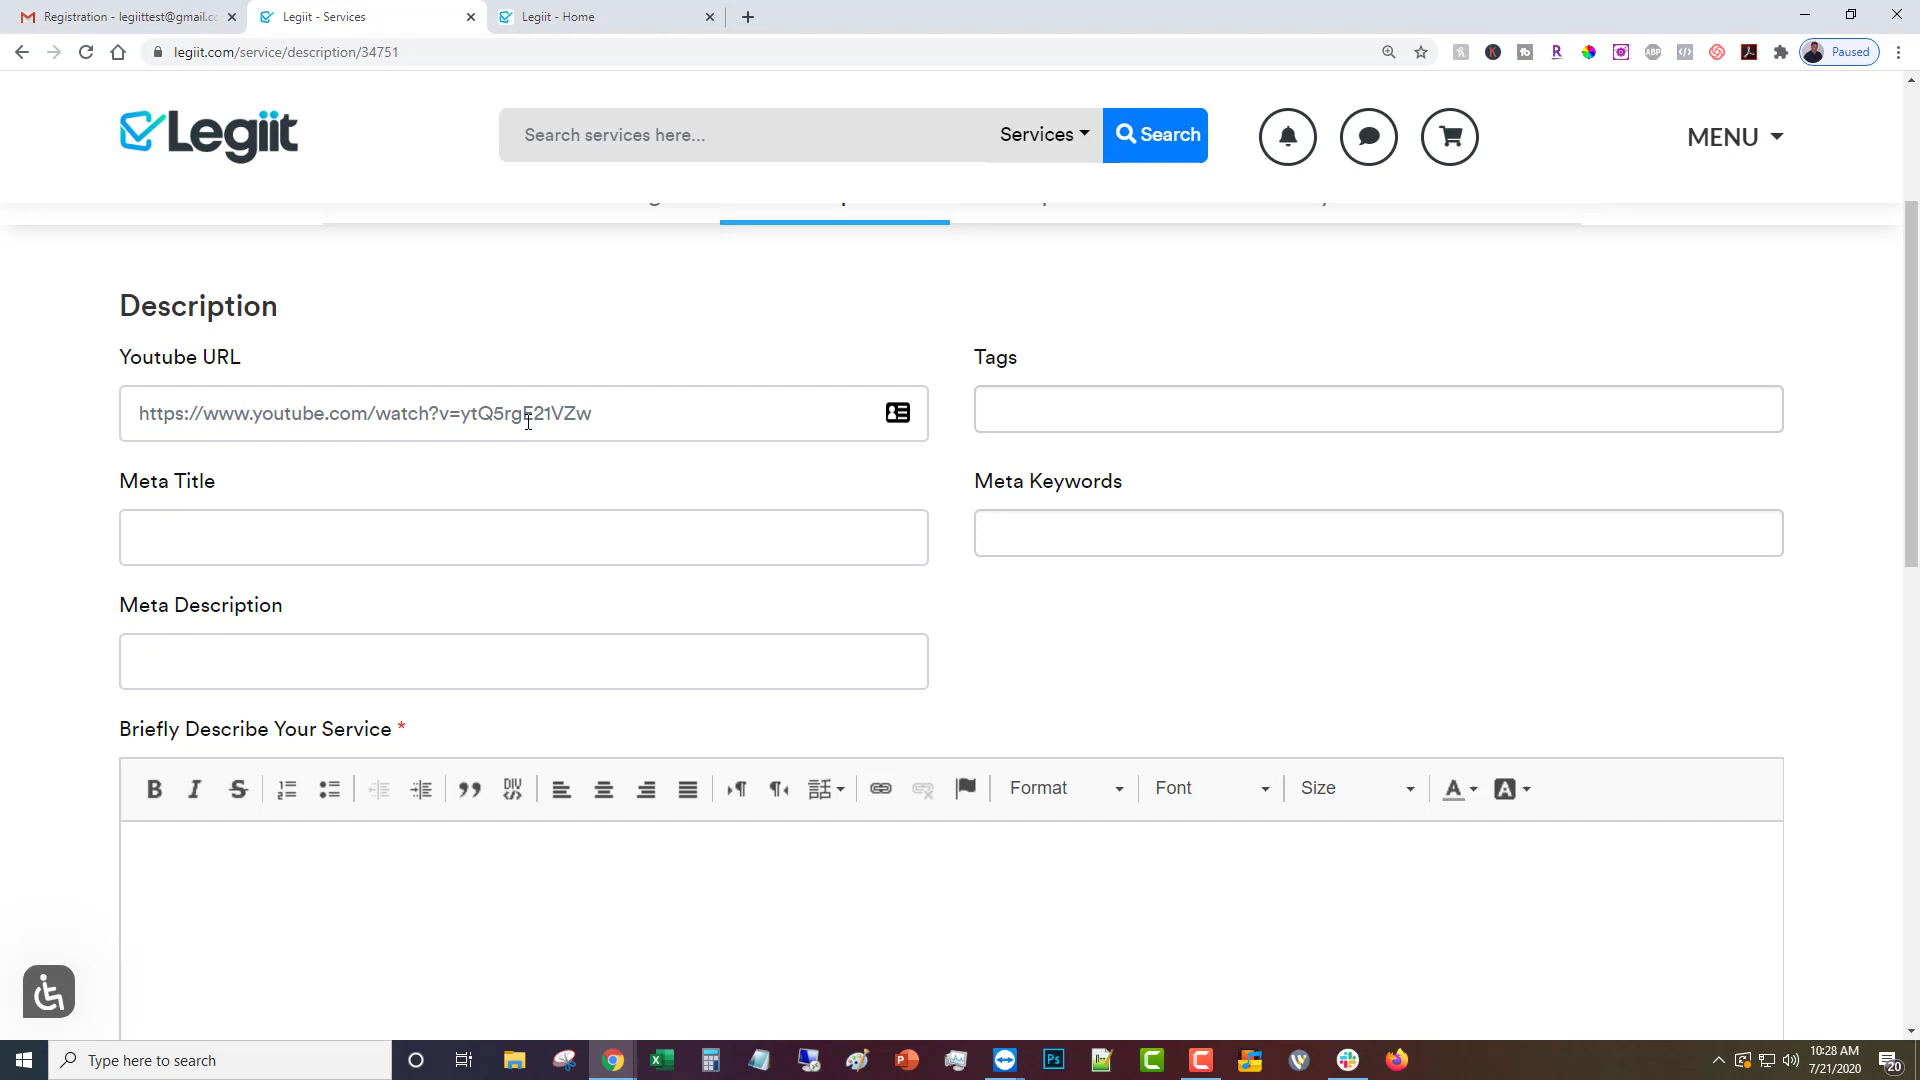 Registration - legiittest@gmail.cc
Legiit - Services
Legiit - Home
legiit.com/service/description/34751
Paused
Legiit
Search services here...
Services
Search
MENU
Description
Youtube URL
Tags
https://www.youtube.com/watch?v=ytQ5rgE21VZw
Meta Title
Meta Keywords
Meta Description
Briefly Describe Your Service *
B I S
DIV
Format
Font
Size
A A
Type here to search
10:28 AM
7/21/2020
20